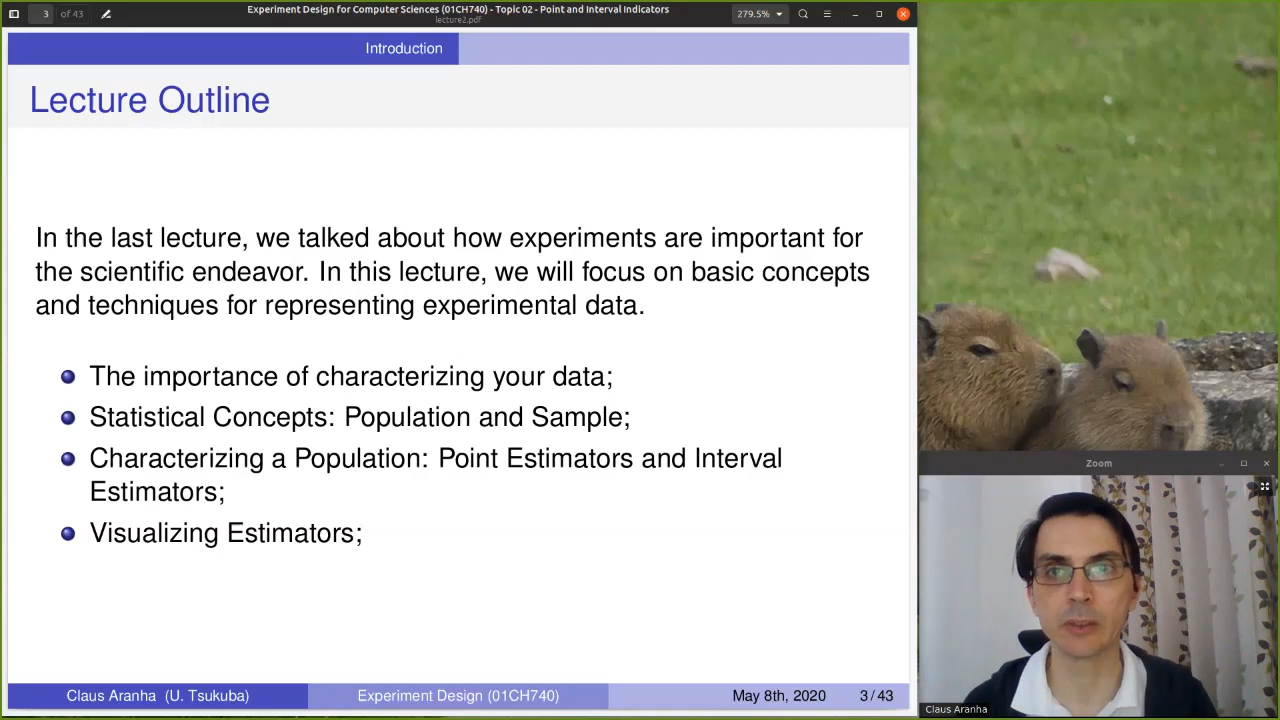 Experiment Design for Computer Sciences (01CH740) - Topic 02 - Point and Interval Indicators
lecture2.pdf
3 of 43
279.5%
Introduction
Lecture Outline
In the last lecture, we talked about how experiments are important for
the scientific endeavor. In this lecture, we will focus on basic concepts
and techniques for representing experimental data.
The importance of characterizing your data;
Statistical Concepts: Population and Sample;
Characterizing a Population: Point Estimators and Interval
Estimators;
Visualizing Estimators;
Claus Aranha (U. Tsukuba)
Experiment Design (01CH740)
May 8th, 2020
3 / 43
Zoom
Claus Aranha